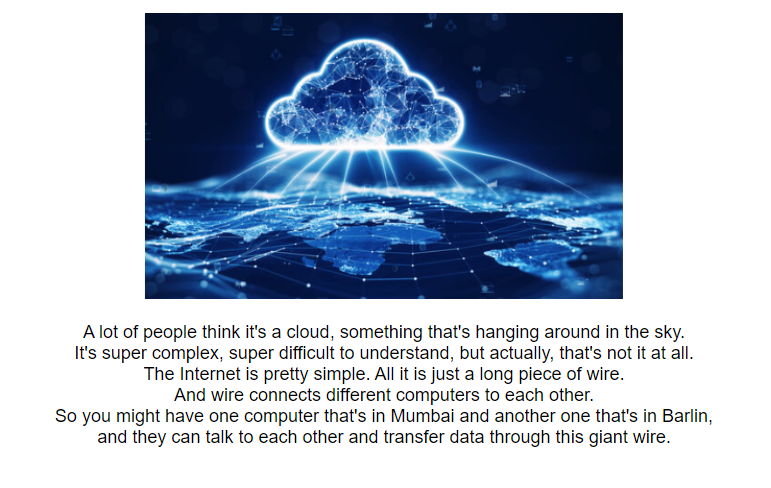 A lot of people think it's a cloud, something that's hanging around in the sky.
It's super complex, super difficult to understand, but actually, that's not it at all.
The Internet is pretty simple. All it is just a long piece of wire.
And wire connects different computers to each other.
So you might have one computer that's in Mumbai and another one that's in Barlin,
and they can talk to each other and transfer data through this giant wire.